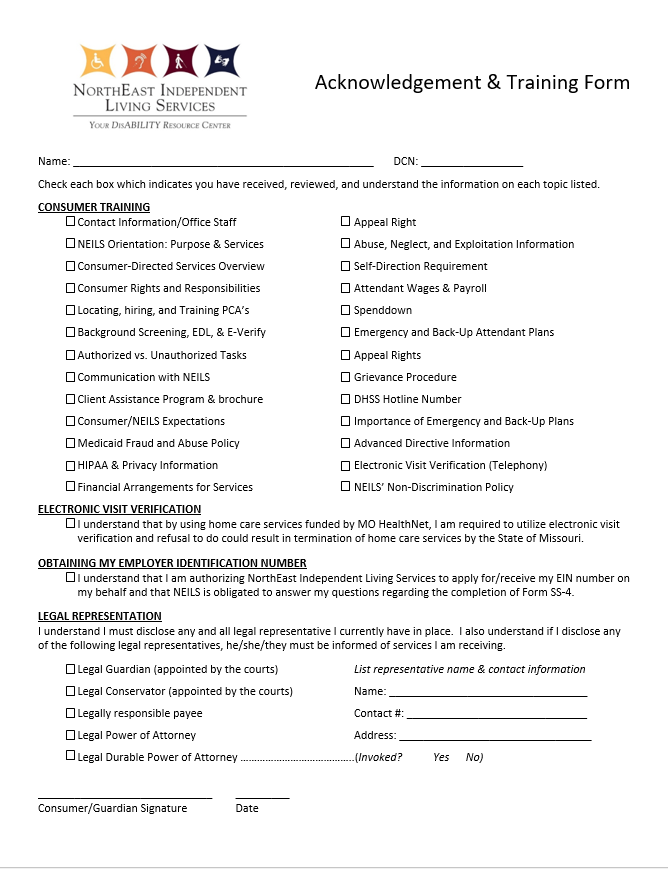 NORTHEAST INDEPENDENT
LIVING SERVICES
YOUR DISABILITY RESOURCE CENTER
Acknowledgement & Training Form
Name: ______________________________________________ DCN: ________________
Check each box which indicates you have received, reviewed, and understand the information on each topic listed.
CONSUMER TRAINING
☐ Contact Information/Office Staff
☐ NEILS Orientation: Purpose & Services
☐ Consumer-Directed Services Overview
☐ Consumer Rights and Responsibilities
☐ Locating, hiring, and Training PCA's
☐ Background Screening, EDL, & E-Verify
☐ Authorized vs. Unauthorized Tasks
☐ Communication with NEILS
☐ Client Assistance Program & brochure
☐ Consumer/NEILS Expectations
☐ Medicaid Fraud and Abuse Policy
☐ HIPAA & Privacy Information
☐ Financial Arrangements for Services
☐ Appeal Right
☐ Abuse, Neglect, and Exploitation Information
☐ Self-Direction Requirement
☐ Attendant Wages & Payroll
☐ Spenddown
☐ Emergency and Back-Up Attendant Plans
☐ Appeal Rights
☐ Grievance Procedure
☐ DHSS Hotline Number
☐ Importance of Emergency and Back-Up Plans
☐ Advanced Directive Information
☐ Electronic Visit Verification (Telephony)
☐ NEILS' Non-Discrimination Policy
ELECTRONIC VISIT VERIFICATION
☐ I understand that by using home care services funded by MO HealthNet, I am required to utilize electronic visit
verification and refusal to do could result in termination of home care services by the State of Missouri.
OBTAINING MY EMPLOYER IDENTIFICATION NUMBER
☐ I understand that I am authorizing NorthEast Independent Living Services to apply for/receive my EIN number on
my behalf and that NEILS is obligated to answer my questions regarding the completion of Form SS-4.
LEGAL REPRESENTATION
I understand I must disclose any and all legal representative I currently have in place. I also understand if I disclose any
of the following legal representatives, he/she/they must be informed of services I am receiving.
☐ Legal Guardian (appointed by the courts) List representative name & contact information
☐ Legal Conservator (appointed by the courts) Name: ______________________________
☐ Legally responsible payee Contact #: ___________________________
☐ Legal Power of Attorney Address: _____________________________
☐ Legal Durable Power of Attorney ......................................(Invoked? Yes No)
___________________________ _________
Consumer/Guardian Signature Date